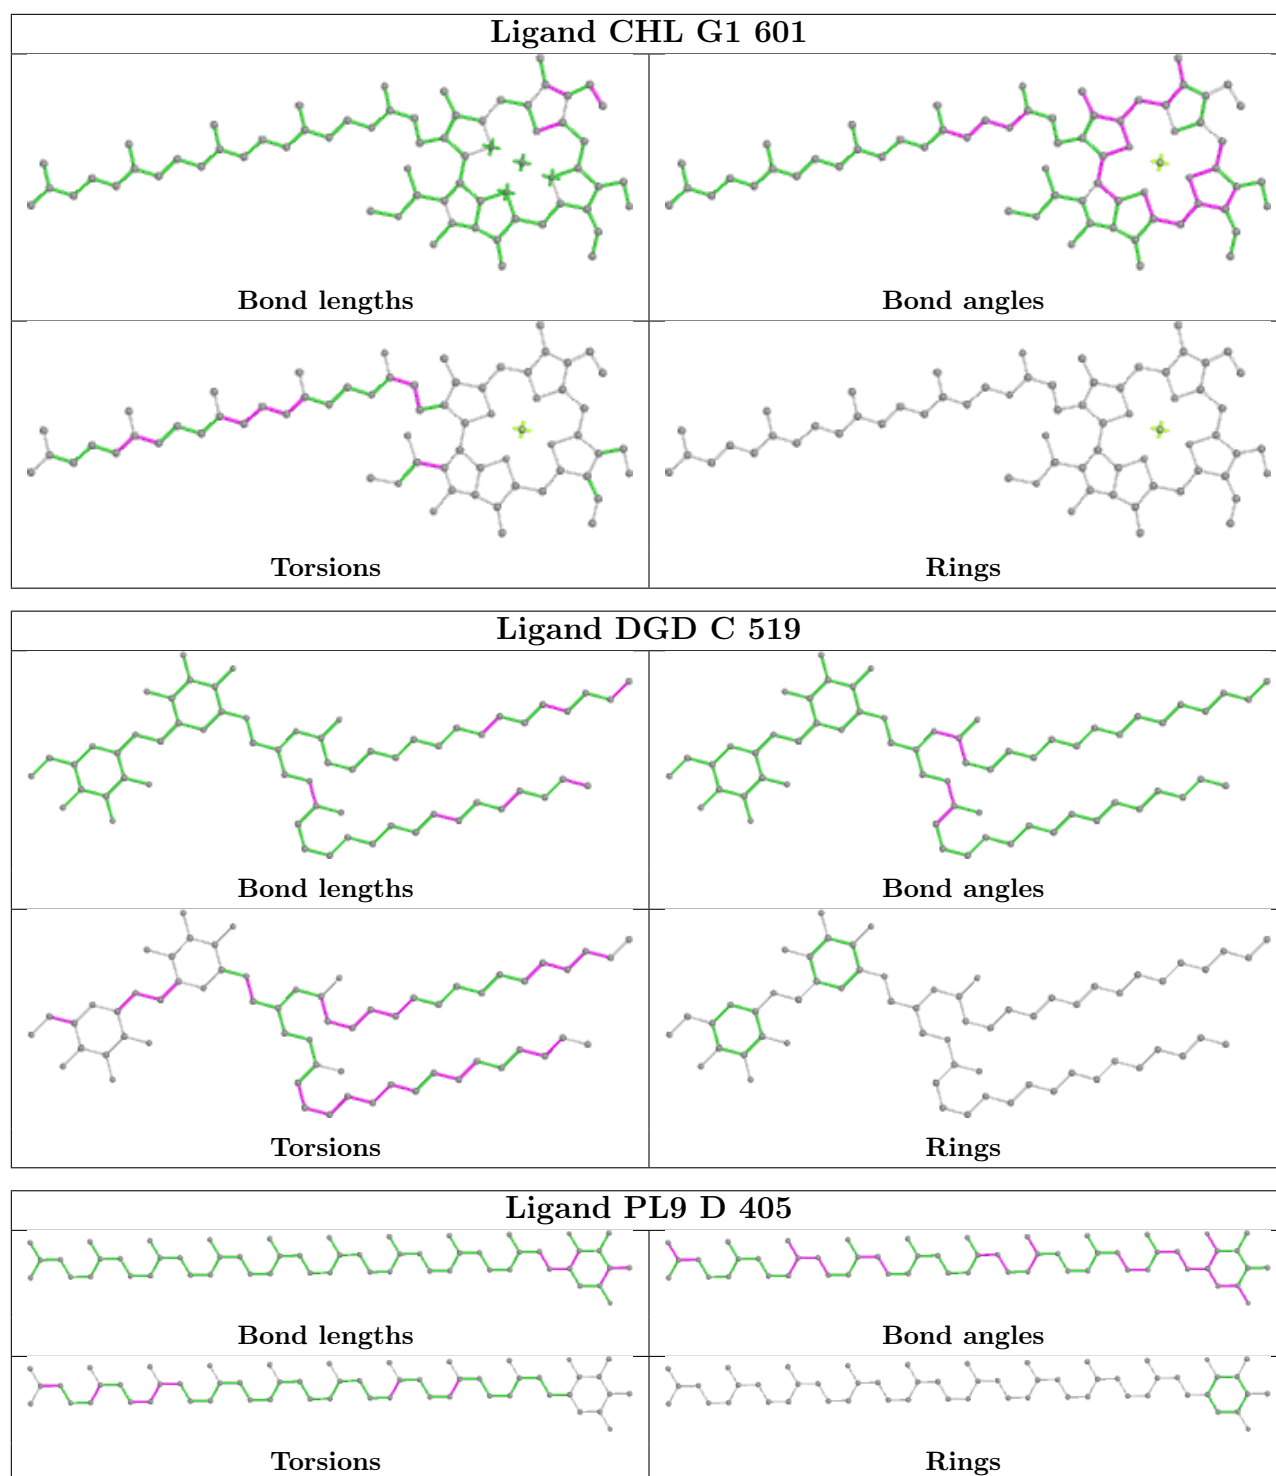 Ligand CHL G1 601
Bond lengths
Bond angles
Torsions
Rings
Ligand DGD C 519
Bond lengths
Bond angles
Torsions
Rings
Ligand PL9 D 405
Bond lengths
Bond angles
Torsions
Rings